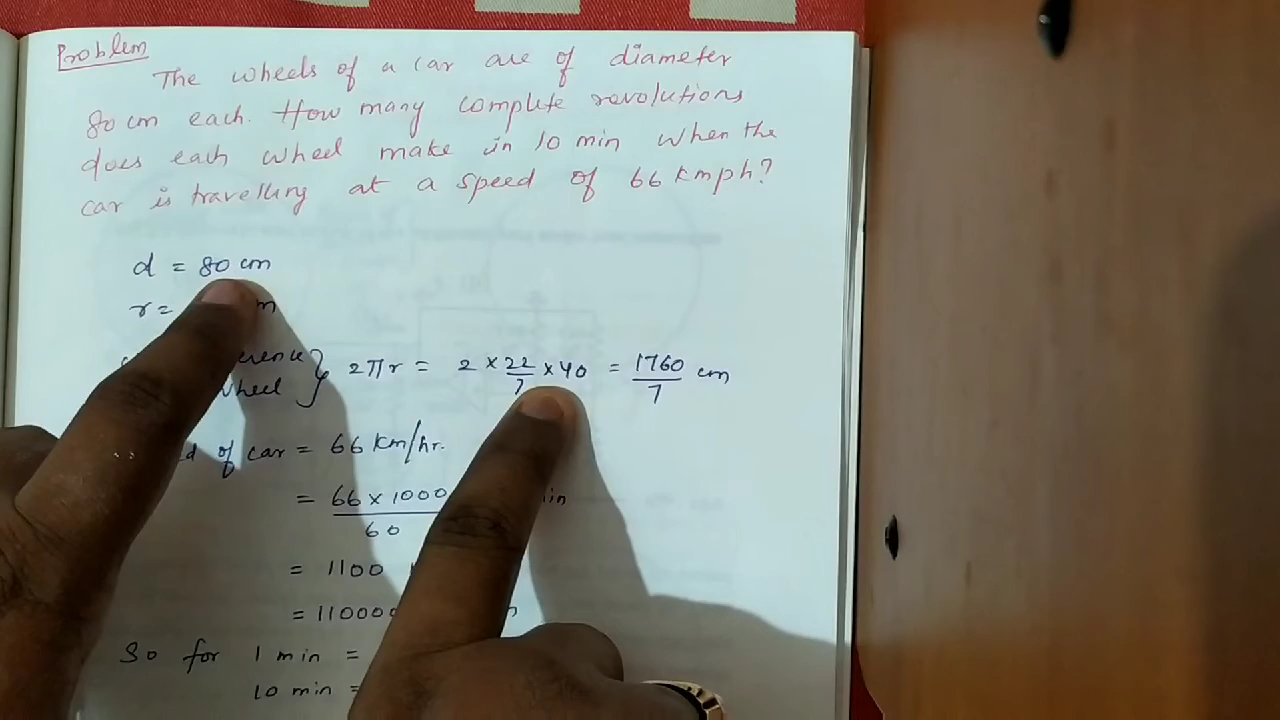 Problem
The wheels of a car are of diameter
80 cm each. How many complete revolutions
does each wheel make in 10 min when the
car is travelling at a speed of 66 kmph?
d = 80 cm
r =
wheel } 2πr = 2 × 22/7 × 40 = 1760/7 cm
of car = 66 km/hr.
= 66 × 1000 / 60
= 1100
= 110000
So for 1 min =
10 min =